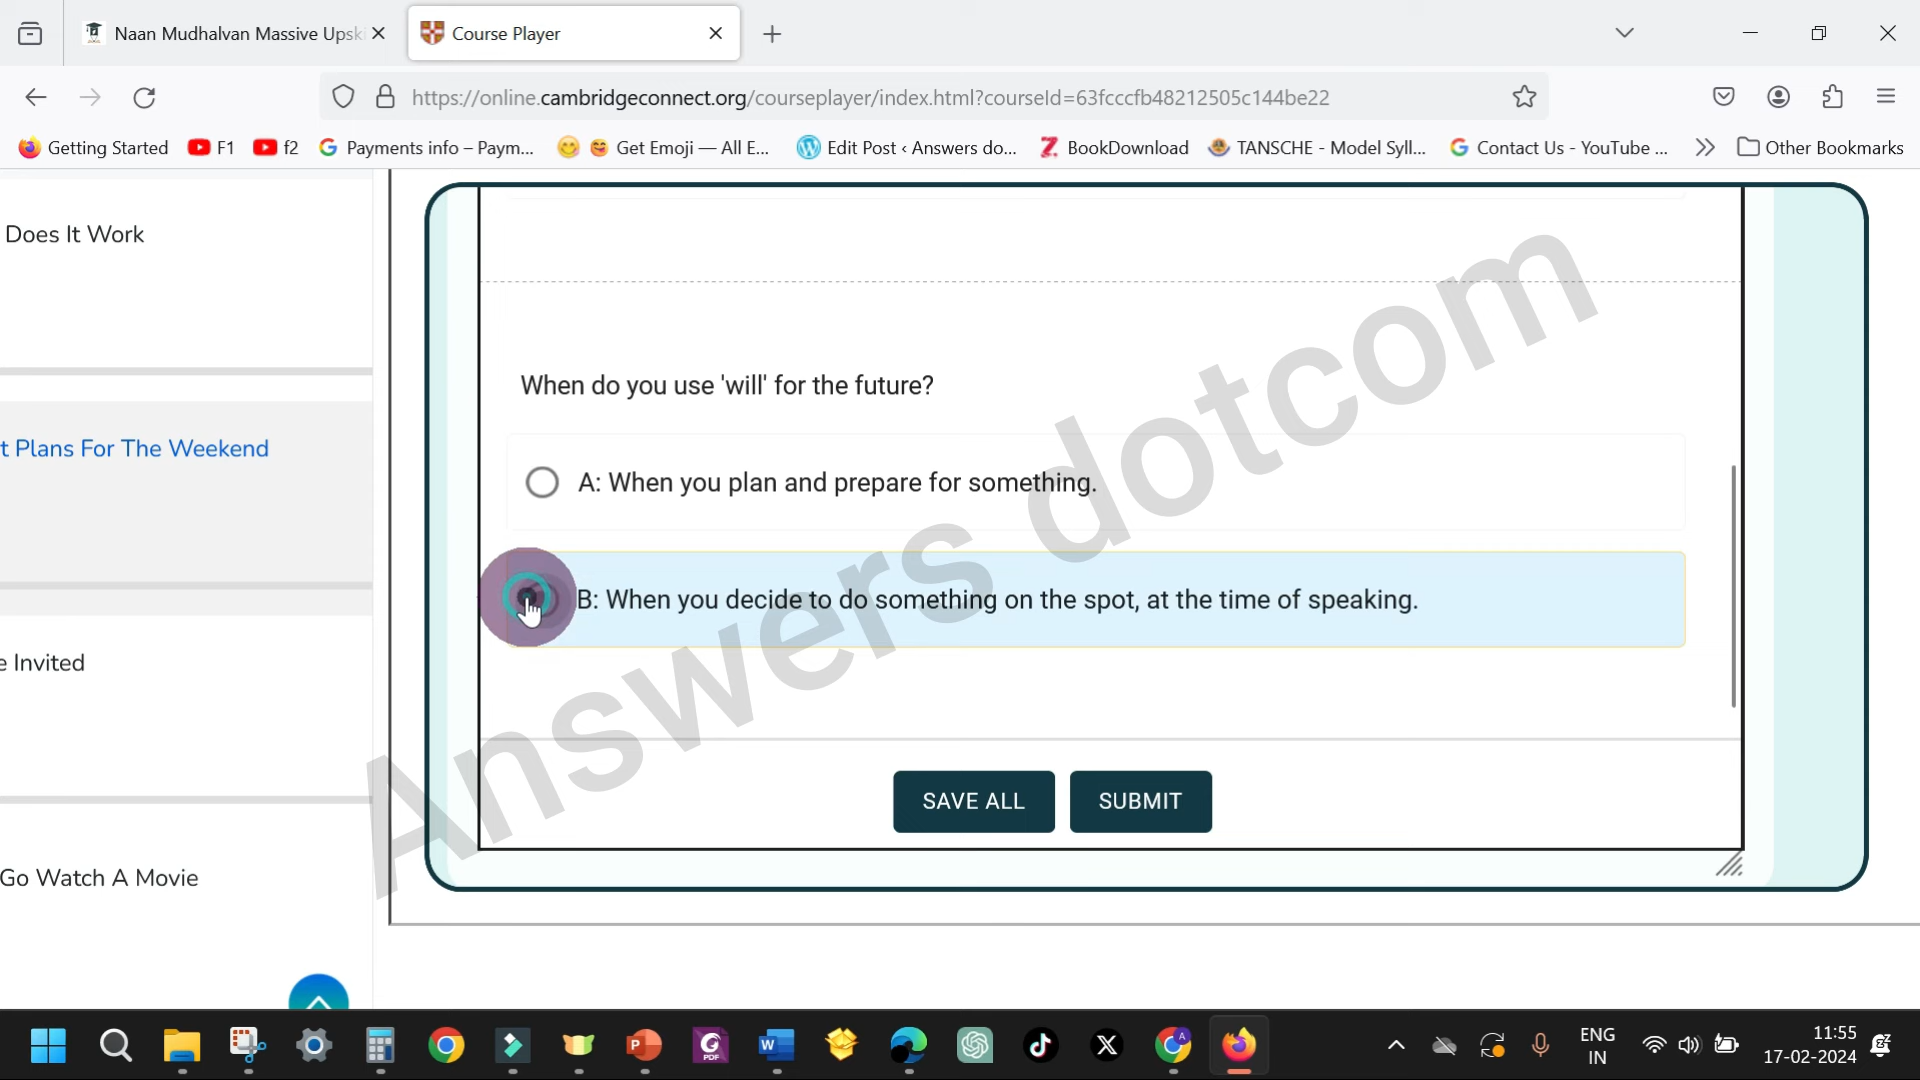 Naan Mudhalvan Massive Upski
Course Player
https://online.cambridgeconnect.org/courseplayer/index.html?courseId=63fcccfb48212505c144be22
Getting Started
F1
f2
Payments info – Paym...
Get Emoji — All E...
Edit Post ‹ Answers do...
BookDownload
TANSCHE - Model Syll...
Contact Us - YouTube ...
Other Bookmarks
Does It Work
t Plans For The Weekend
e Invited
Go Watch A Movie
When do you use 'will' for the future?
A: When you plan and prepare for something.
B: When you decide to do something on the spot, at the time of speaking.
SAVE ALL
SUBMIT
Answers dotcom
ENG
IN
11:55
17-02-2024